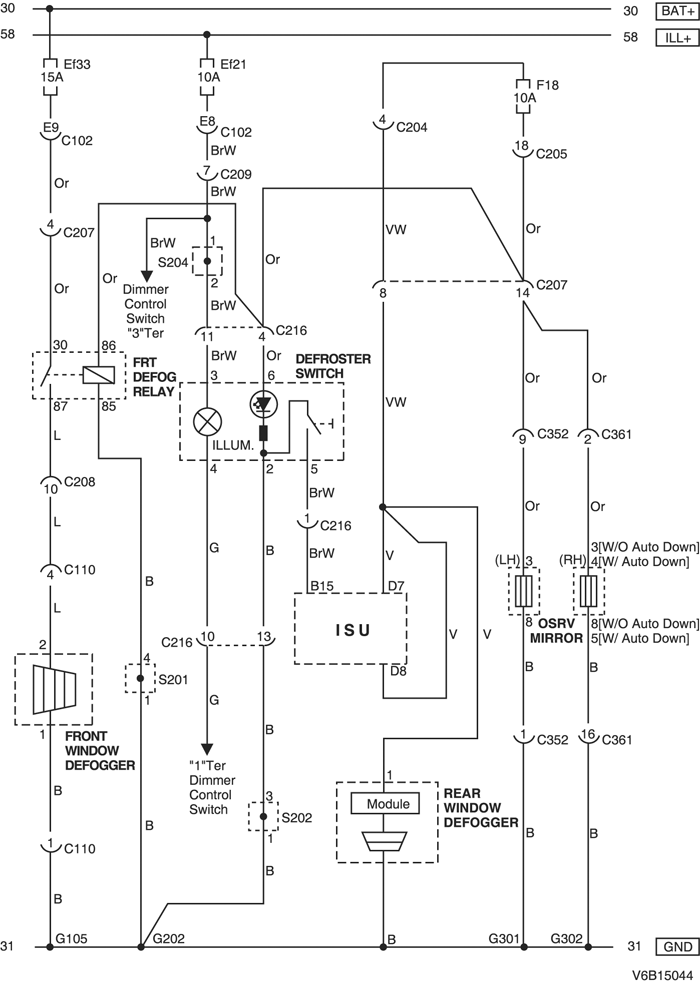 30
30 BAT+
58
58 ILL+
Ef33
15A
Ef21
10A
F18
10A
E9
C102
E8
C102
4
C204
18
C205
BrW
7
C209
BrW
Or
4
C207
BrW
1
S204
2
Or
VW
Or
Or
Or
Dimmer
Control
Switch
"3"Ter
BrW
8
14
C207
11
4
C216
30
86
BrW
Or
DEFROSTER
SWITCH
FRT
DEFOG
RELAY
3
6
Or
Or
87
85
ILLUM.
VW
L
4
2
5
9
C352
2
C361
10
C208
BrW
1
C216
Or
Or
L
G
B
BrW
V
4
C110
B
B15
D7
(LH)
3
(RH)
3[W/O Auto Down]
4[W/ Auto Down]
L
ISU
V
V
OSRV
MIRROR
8
8[W/O Auto Down]
5[W/ Auto Down]
2
C216
10
13
D8
4
S201
1
B
B
G
B
1
FRONT
WINDOW
DEFOGGER
1
C352
16
C361
"1"Ter
Dimmer
Control
Switch
1
Module
REAR
WINDOW
DEFOGGER
B
3
S202
1
B
B
B
1
C110
B
B
31
G105
G202
B
G301
G302
31 GND
V6B15044